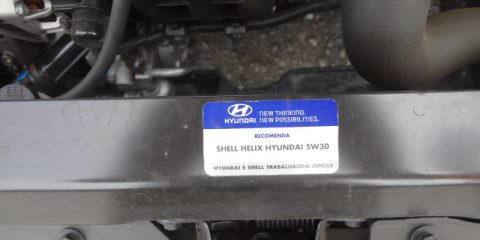 HYUNDAI
NEW THINKING.
NEW POSSIBILITIES.
RECOMENDA
SHELL HELIX HYUNDAI 5W30
HYUNDAI E SHELL TRABALHANDO JUNTAS